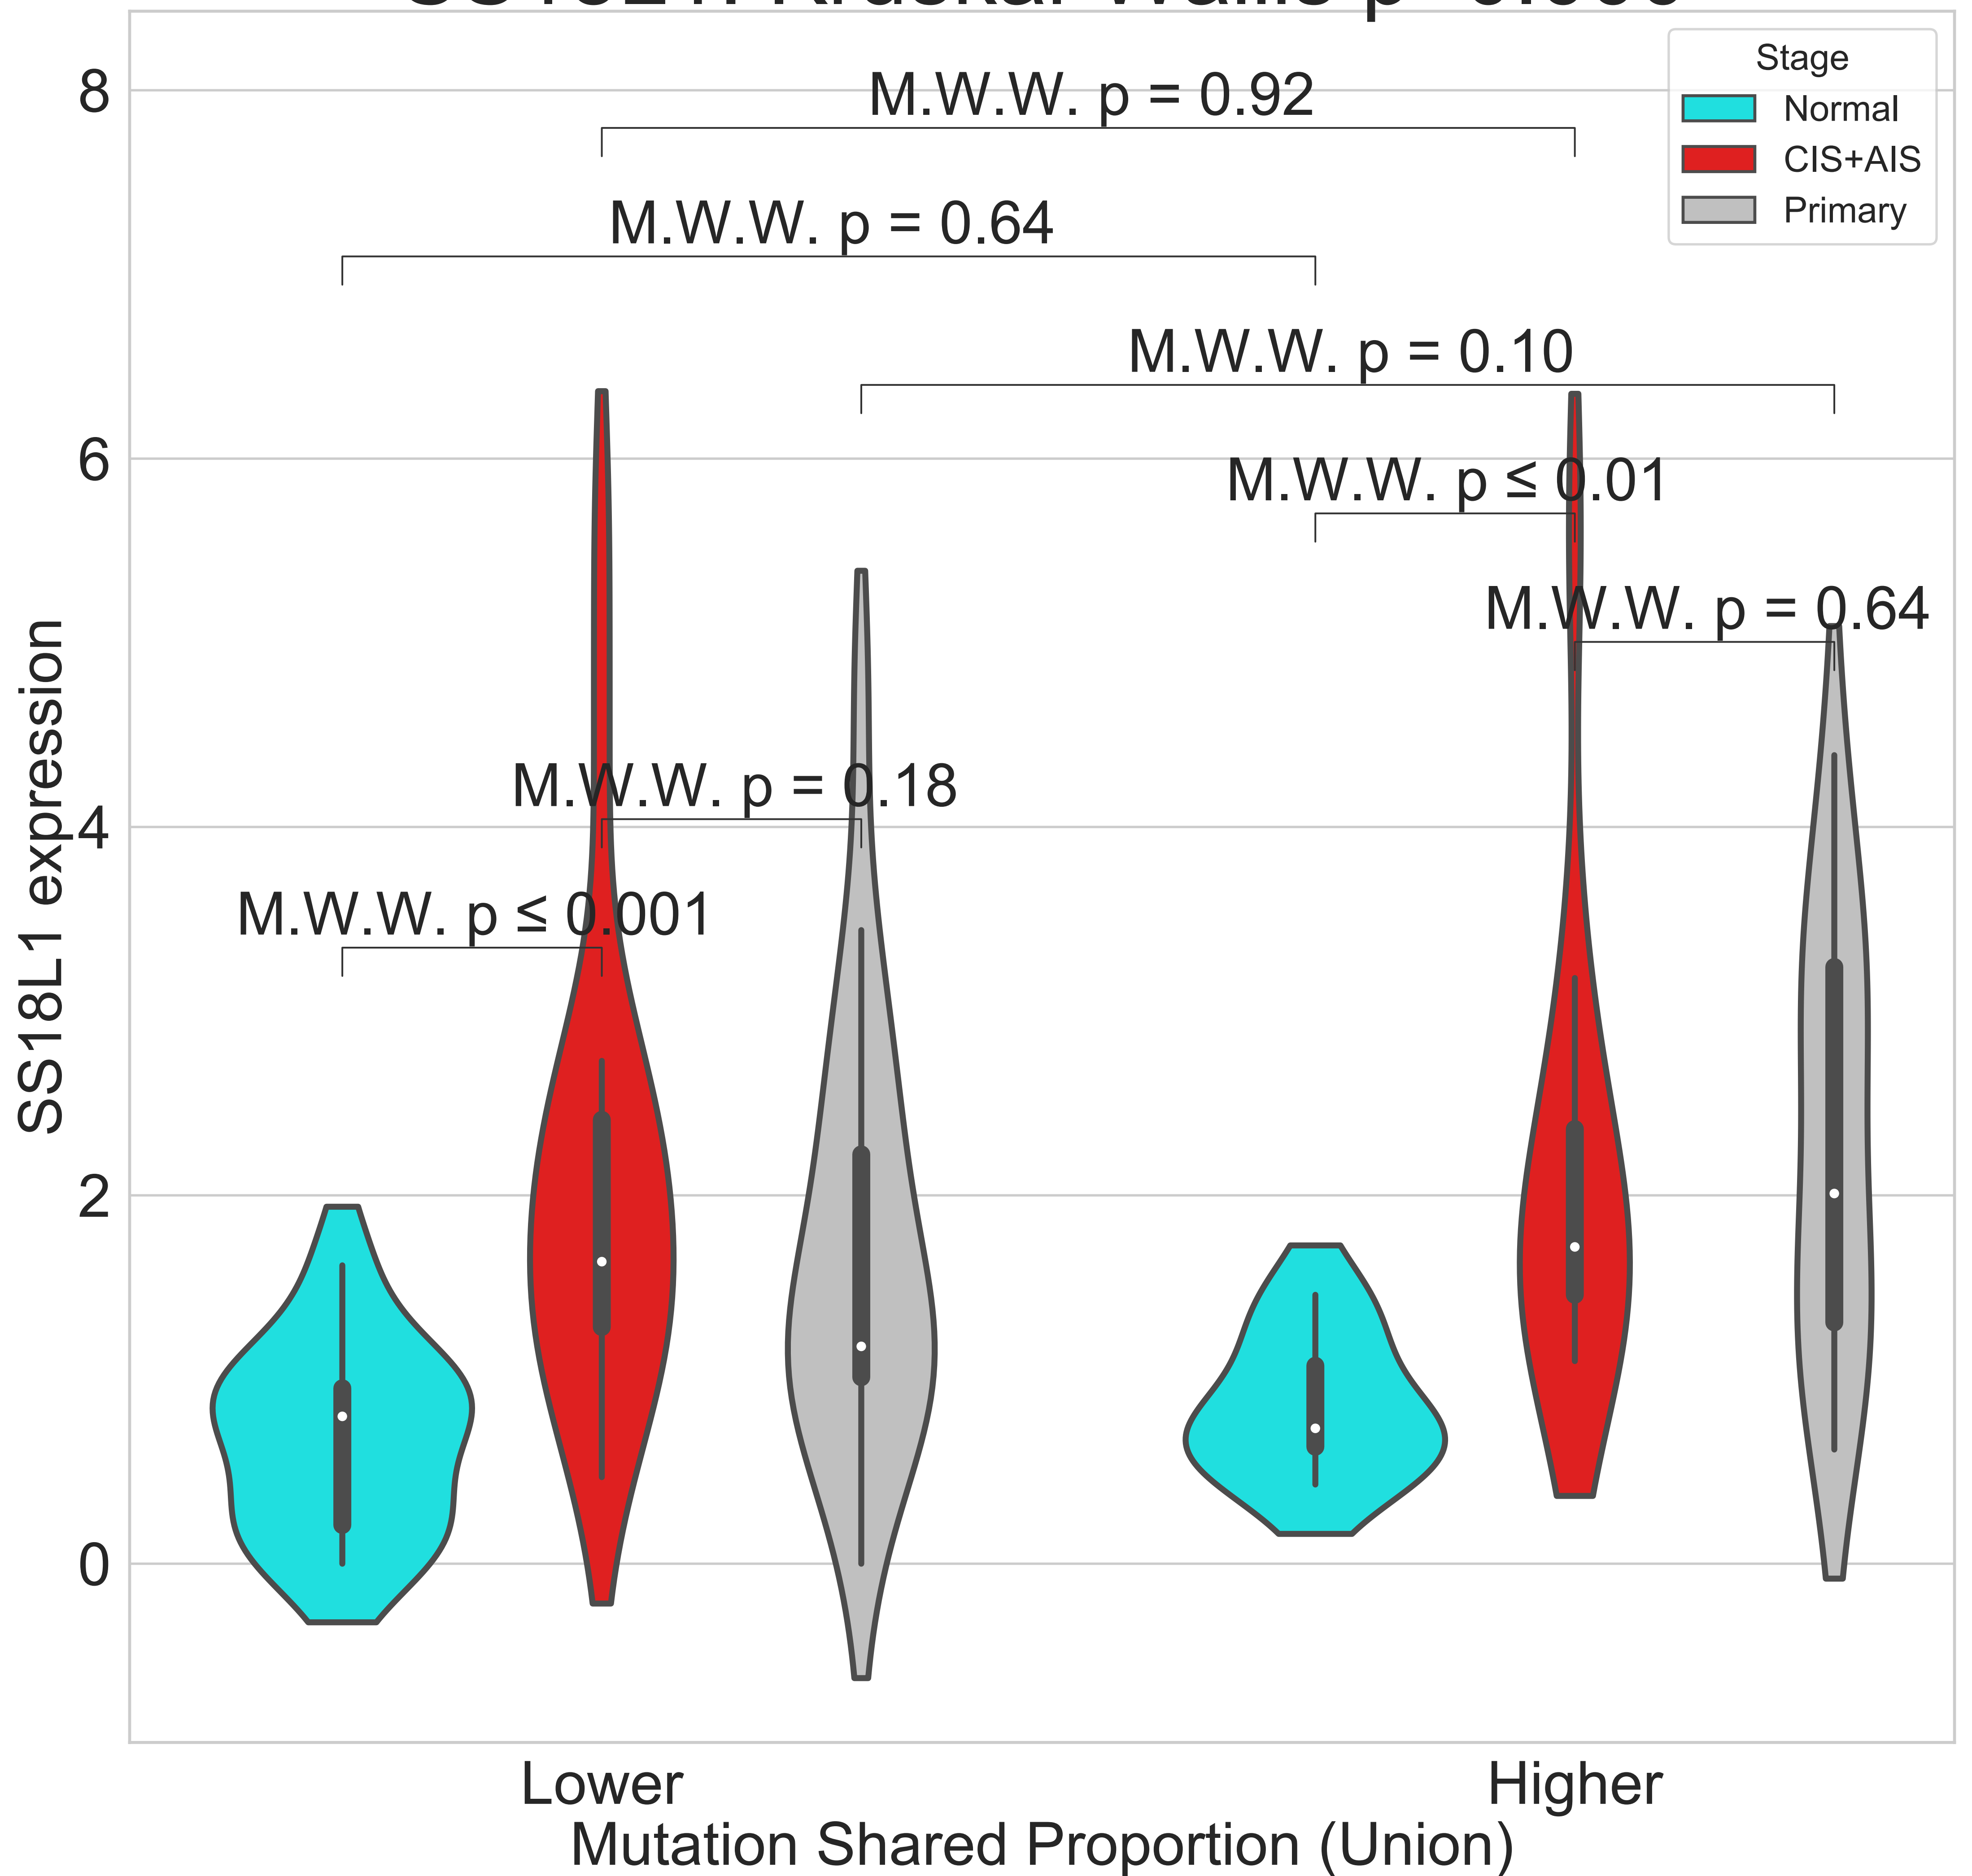 Stage
Normal
CIS+AIS
Primary
8
6
4
2
0
M.W.W. p = 0.92
M.W.W. p = 0.64
M.W.W. p = 0.10
M.W.W. p ≤ 0.01
M.W.W. p = 0.64
M.W.W. p = 0.18
M.W.W. p ≤ 0.001
SS18L1 expression
Lower
Higher
Mutation Shared Proportion (Union)